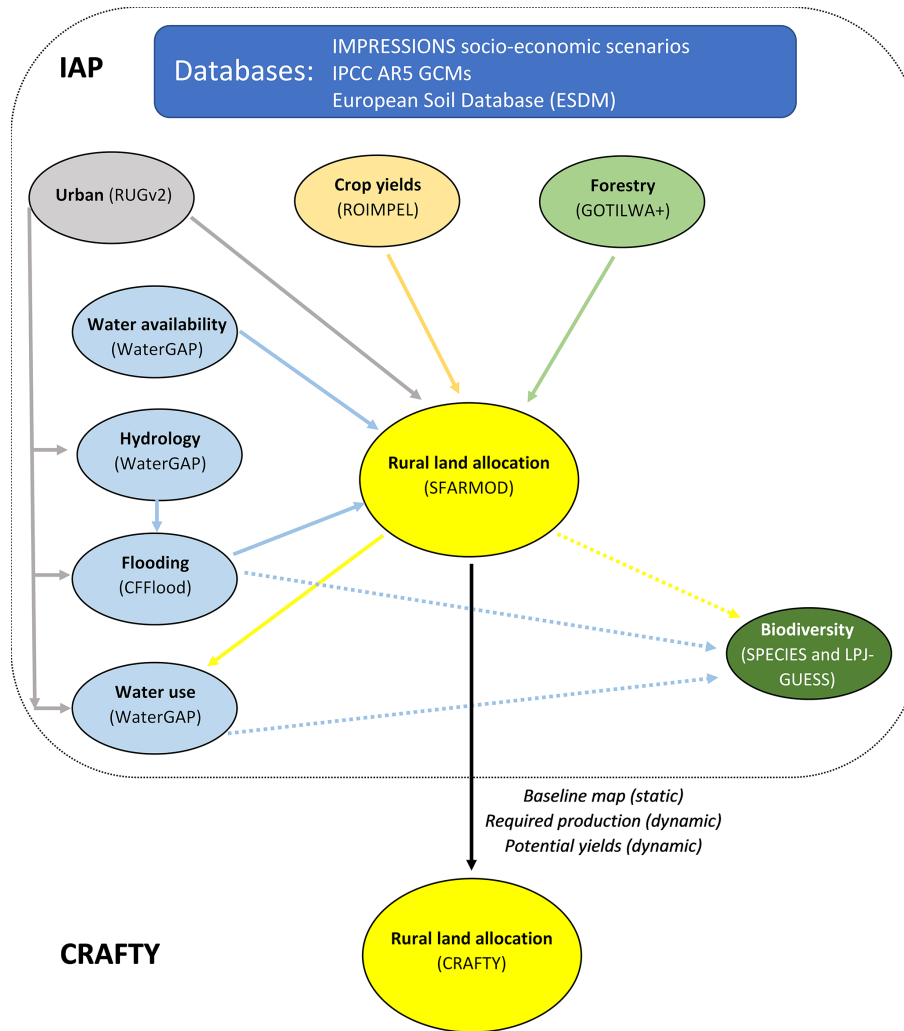 IAP
Databases:
IMPRESSIONS socio-economic scenarios
IPCC AR5 GCMs
European Soil Database (ESDM)
Urban (RUGv2)
Crop yields
(ROIMPEL)
Forestry
(GOTILWA+)
Water availability
(WaterGAP)
Hydrology
(WaterGAP)
Rural land allocation
(SFARMOD)
Flooding
(CFFlood)
Biodiversity
(SPECIES and LPJ-
GUESS)
Water use
(WaterGAP)
Baseline map (static)
Required production (dynamic)
Potential yields (dynamic)
CRAFTY
Rural land allocation
(CRAFTY)